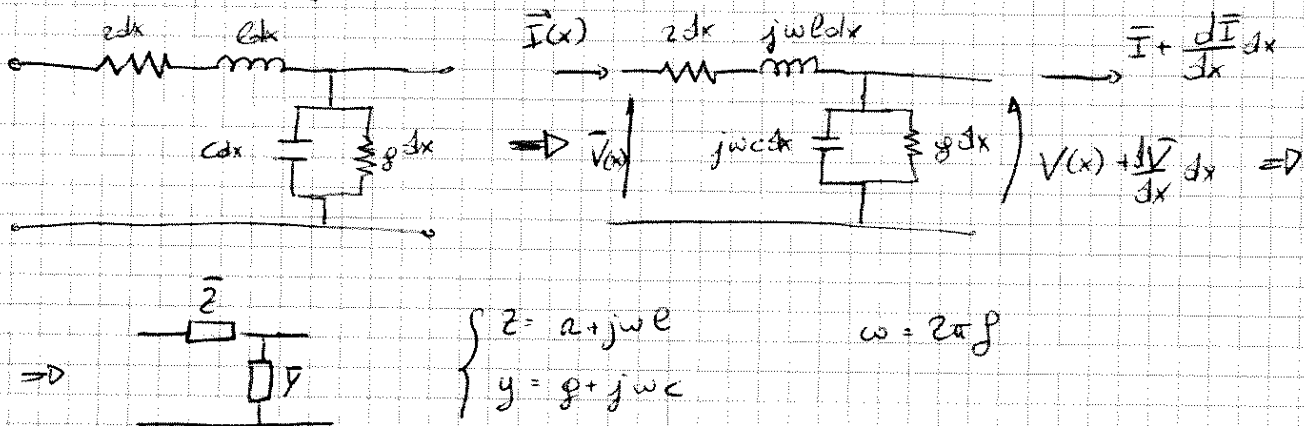 rdx ldx I(x) rdx jωldx I + dI/dx dx
cdx gdx ⇒ V(x) jωcdx gdx V(x) + dV/dx dx ⇒
Z
⇒ Y
{ z = r + jωl ω = 2πf
y = g + jωc